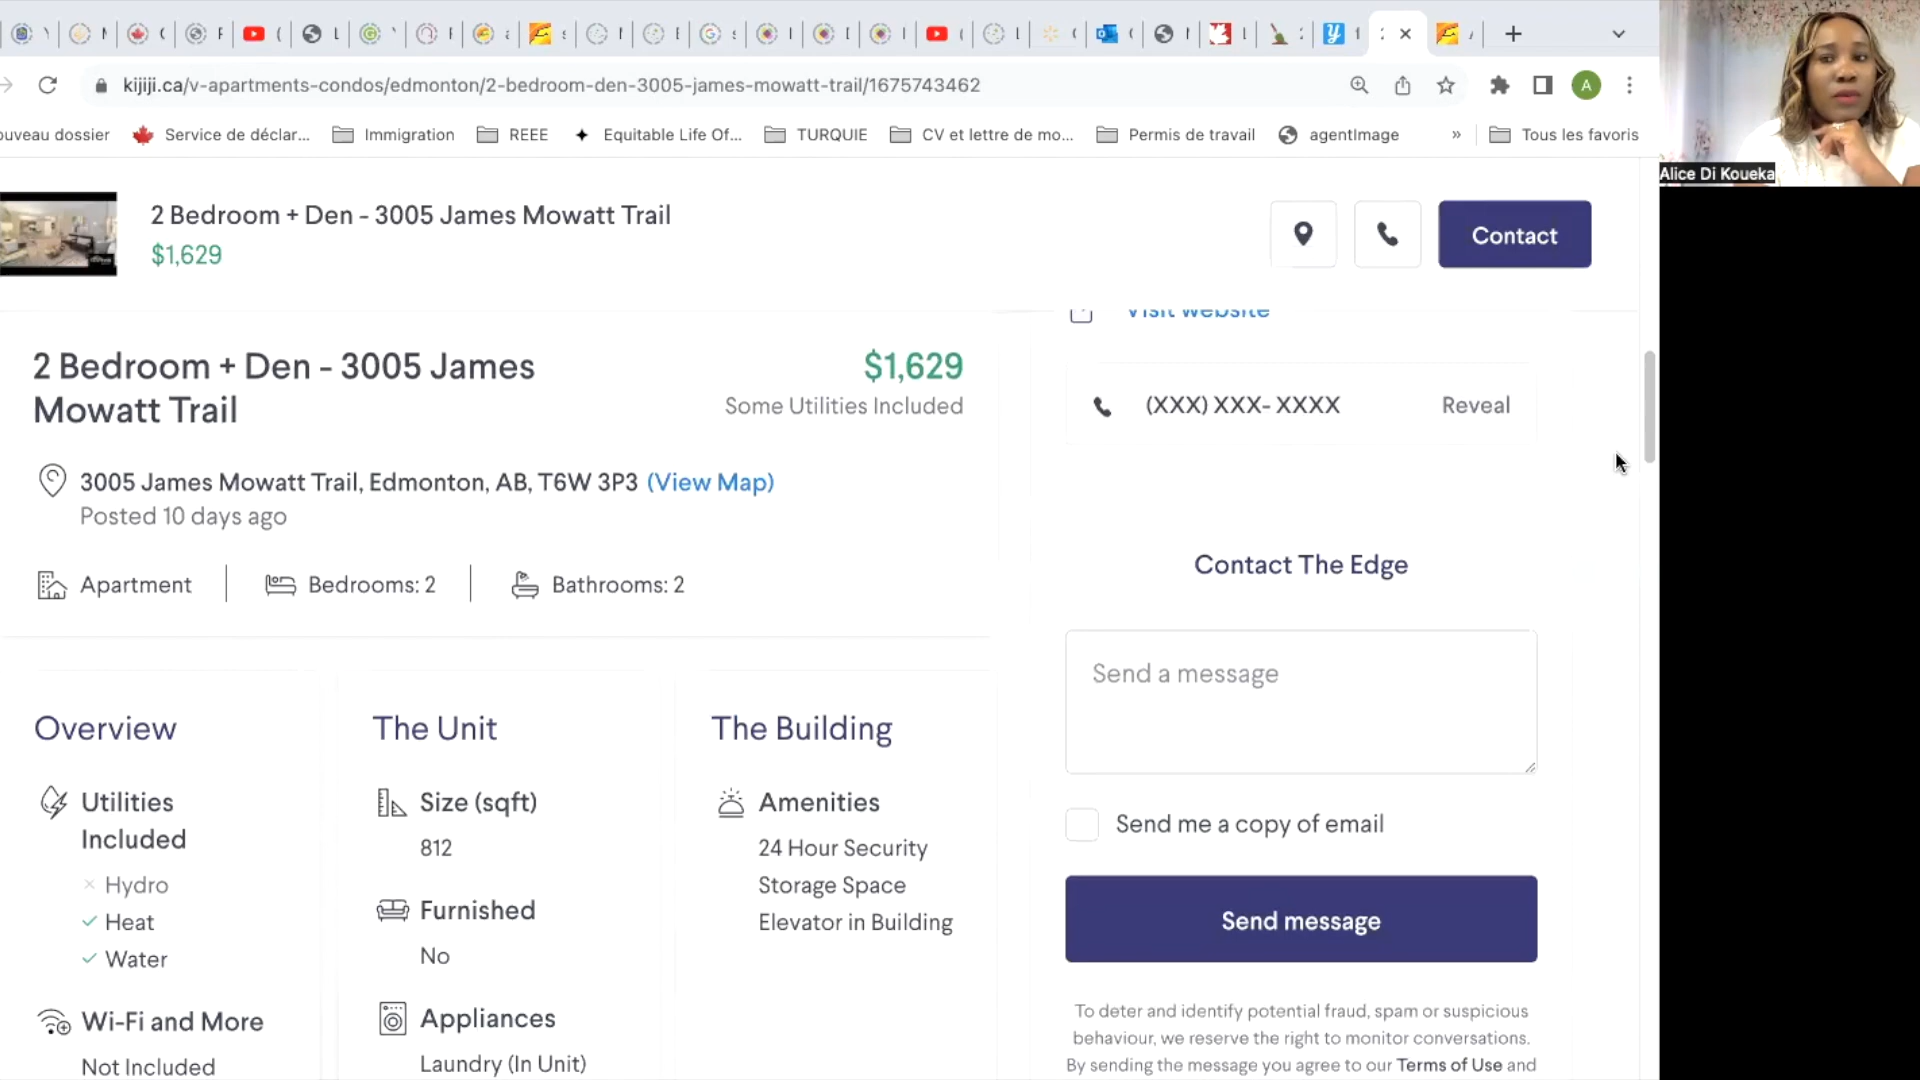 kijiji.ca/v-apartments-condos/edmonton/2-bedroom-den-3005-james-mowatt-trail/1675743462
A
ouveau dossier
Service de déclar...
Immigration
REEE
Equitable Life Of...
TURQUIE
CV et lettre de mo...
Permis de travail
agentImage
»
Tous les favoris
Alice Di Koueka
2 Bedroom + Den - 3005 James Mowatt Trail
$1,629
Contact
2 Bedroom + Den - 3005 James
Mowatt Trail
$1,629
Some Utilities Included
3005 James Mowatt Trail, Edmonton, AB, T6W 3P3 (View Map)
Posted 10 days ago
Apartment
Bedrooms: 2
Bathrooms: 2
Overview
Utilities
Included
Hydro
Heat
Water
Wi-Fi and More
Not Included
The Unit
Size (sqft)
812
Furnished
No
Appliances
Laundry (In Unit)
The Building
Amenities
24 Hour Security
Storage Space
Elevator in Building
Visit website
(XXX) XXX- XXXX
Reveal
Contact The Edge
Send a message
Send me a copy of email
Send message
To deter and identify potential fraud, spam or suspicious
behaviour, we reserve the right to monitor conversations.
By sending the message you agree to our Terms of Use and